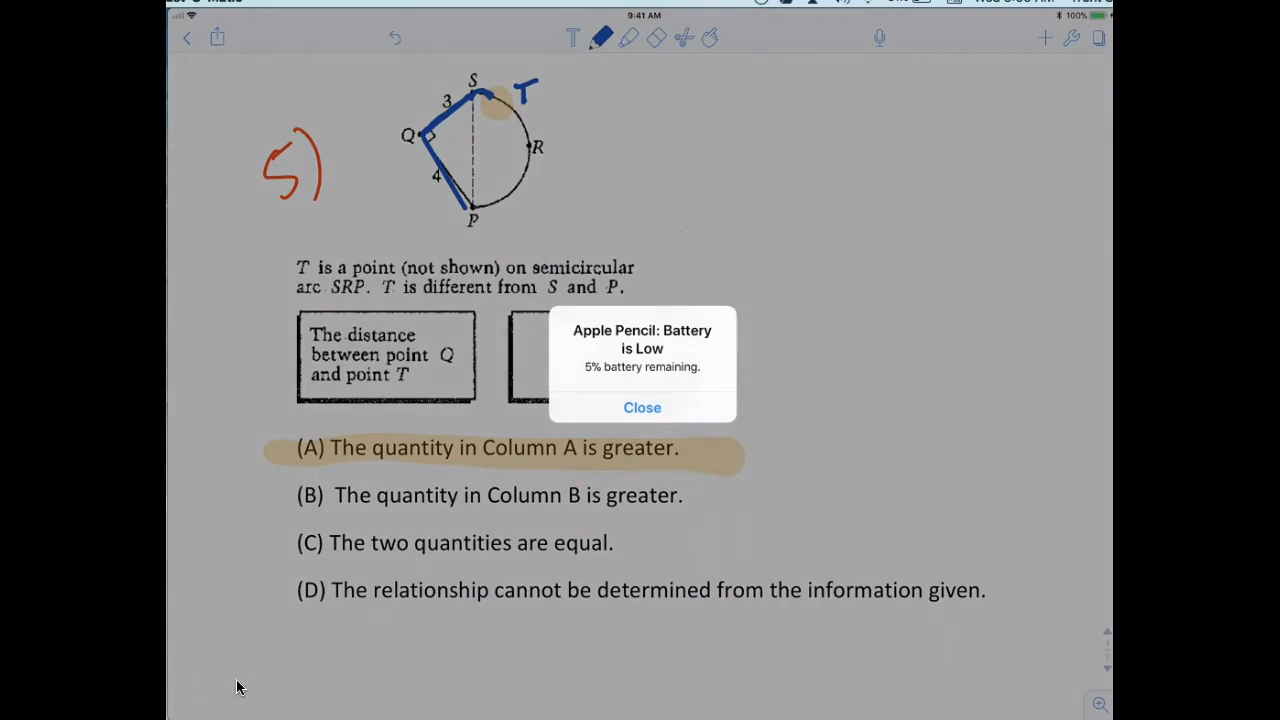 9:41 AM
100%
T
S
T
3
Q
R
4
P
5)
T is a point (not shown) on semicircular
arc SRP. T is different from S and P.
The distance
between point Q
and point T
Apple Pencil: Battery
is Low
5% battery remaining.
Close
(A) The quantity in Column A is greater.
(B) The quantity in Column B is greater.
(C) The two quantities are equal.
(D) The relationship cannot be determined from the information given.